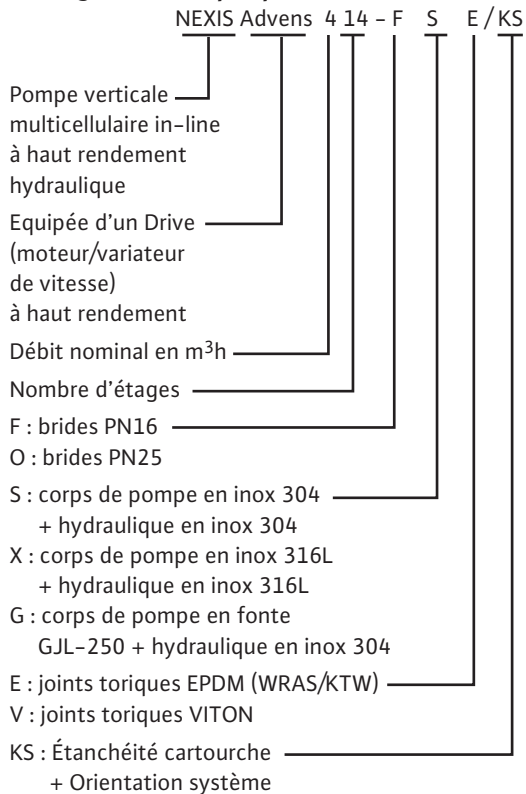 NEXIS Advens 4 14 - F S E / KS
Pompe verticale
multicellulaire in-line
à haut rendement
hydraulique
Equipée d'un Drive
(moteur/variateur
de vitesse)
à haut rendement
Débit nominal en m³h
Nombre d'étages
F : brides PN16
O : brides PN25
S : corps de pompe en inox 304
+ hydraulique en inox 304
X : corps de pompe en inox 316L
+ hydraulique en inox 316L
G : corps de pompe en fonte
GJL-250 + hydraulique en inox 304
E : joints toriques EPDM (WRAS/KTW)
V : joints toriques VITON
KS : Étanchéité cartourche
+ Orientation système